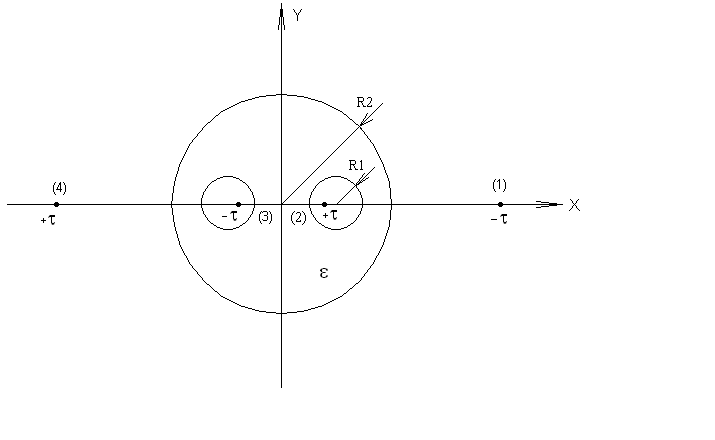 Y
R2
R1
(4)
(1)
X
+τ
-τ
(3)
(2)
+τ
-τ
ε